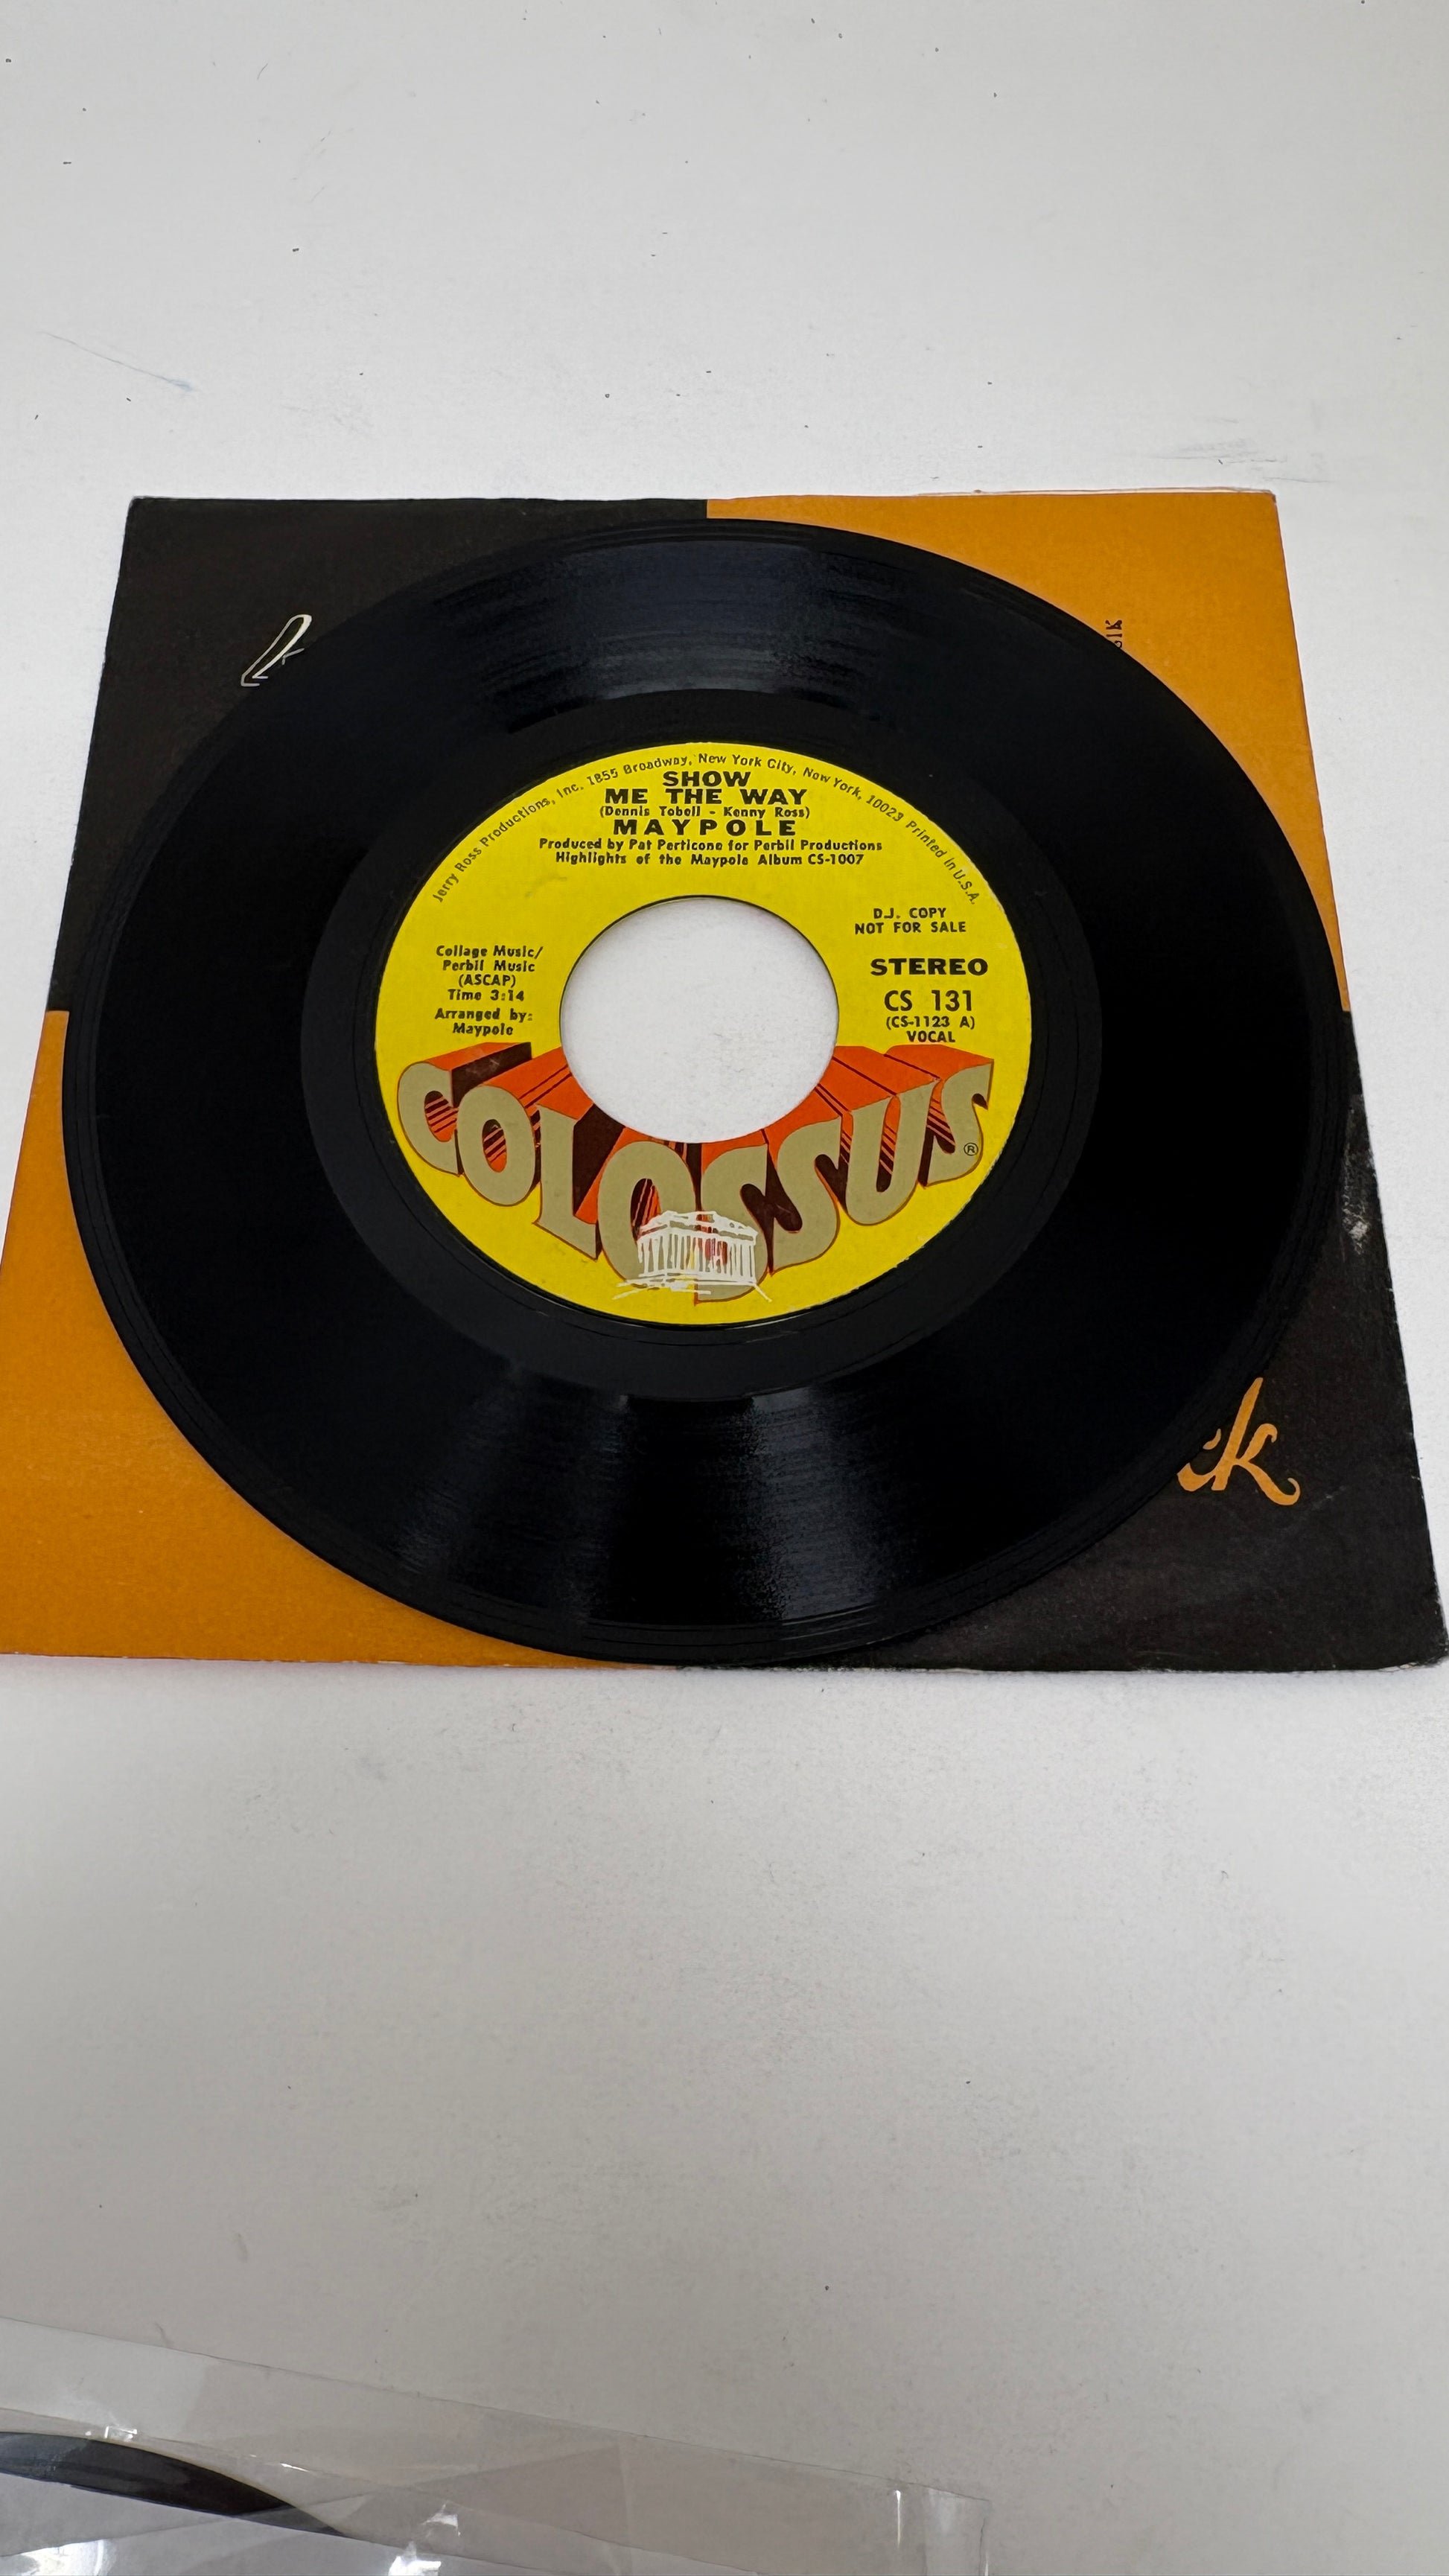 Jerry Ross Productions, Inc. 1855 Broadway, New York City, New York, 10023 Printed in U.S.A.
SHOW
ME THE WAY
(Dennis Tobell - Kenny Ross)
MAYPOLE
Produced by Pat Perticone for Perbil Productions
Highlights of the Maypole Album CS-1007
D.J. COPY
NOT FOR SALE
Collage Music/
Perbil Music
(ASCAP)
Time 3:14
Arranged by:
Maypole
STEREO
CS 131
(CS-1123 A)
VOCAL
COLOSSUS
®